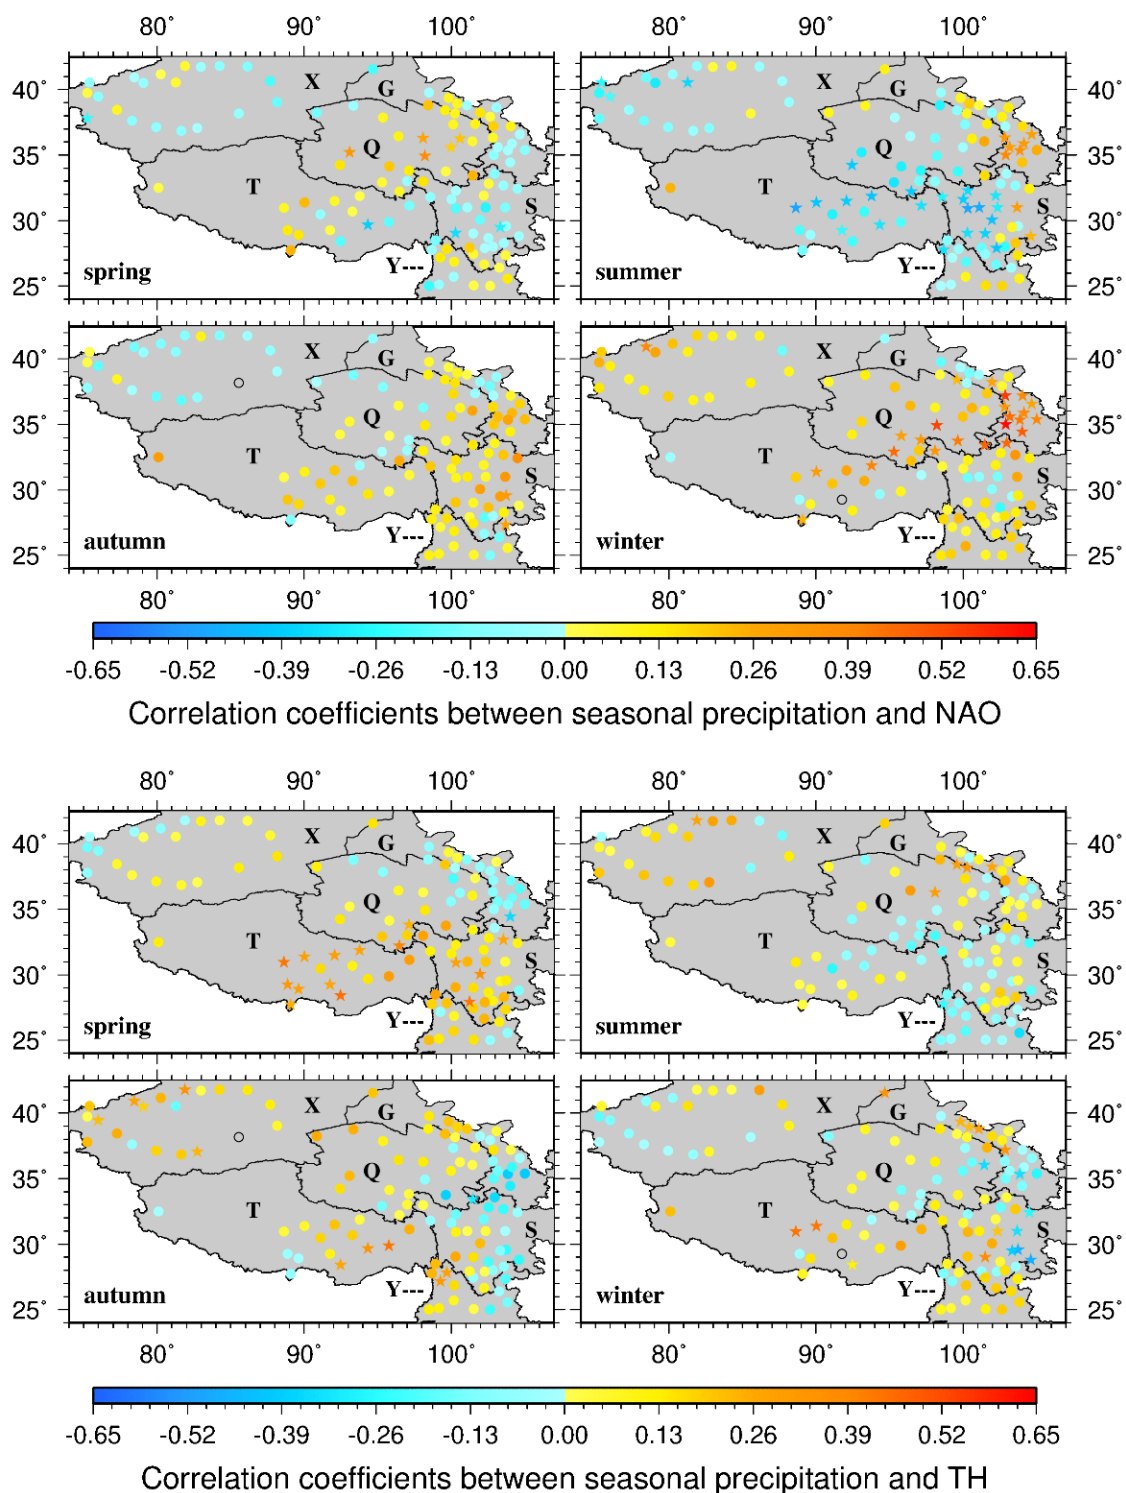 80° 90° 100° 80° 90° 100°
40° X G X G 40°
35° Q Q 35°
30° T S T S 30°
25° spring Y--- summer Y--- 25°
40° X G X G 40°
35° Q Q 35°
30° T S T S 30°
25° autumn Y--- winter Y--- 25°
80° 90° 100° 80° 90° 100°
-0.65 -0.52 -0.39 -0.26 -0.13 0.00 0.13 0.26 0.39 0.52 0.65
Correlation coefficients between seasonal precipitation and NAO
80° 90° 100° 80° 90° 100°
40° X G X G 40°
35° Q Q 35°
30° T S T S 30°
25° spring Y--- summer Y--- 25°
40° X G X G 40°
35° Q Q 35°
30° T S T S 30°
25° autumn Y--- winter Y--- 25°
80° 90° 100° 80° 90° 100°
-0.65 -0.52 -0.39 -0.26 -0.13 0.00 0.13 0.26 0.39 0.52 0.65
Correlation coefficients between seasonal precipitation and TH